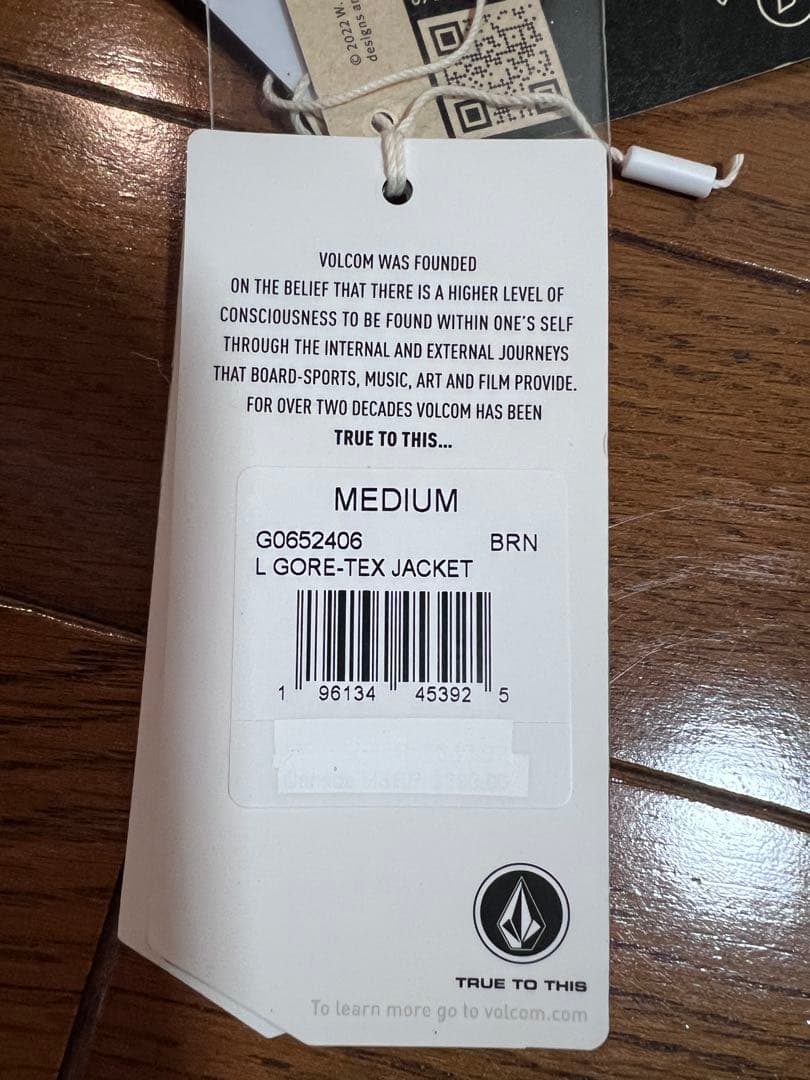 © 2022 W.
designs
VOLCOM WAS FOUNDED
ON THE BELIEF THAT THERE IS A HIGHER LEVEL OF
CONSCIOUSNESS TO BE FOUND WITHIN ONE'S SELF
THROUGH THE INTERNAL AND EXTERNAL JOURNEYS
THAT BOARD-SPORTS, MUSIC, ART AND FILM PROVIDE.
FOR OVER TWO DECADES VOLCOM HAS BEEN
TRUE TO THIS...
MEDIUM
G0652406 BRN
L GORE-TEX JACKET
1 96134 45392 5
TRUE TO THIS
To learn more go to volcom.com